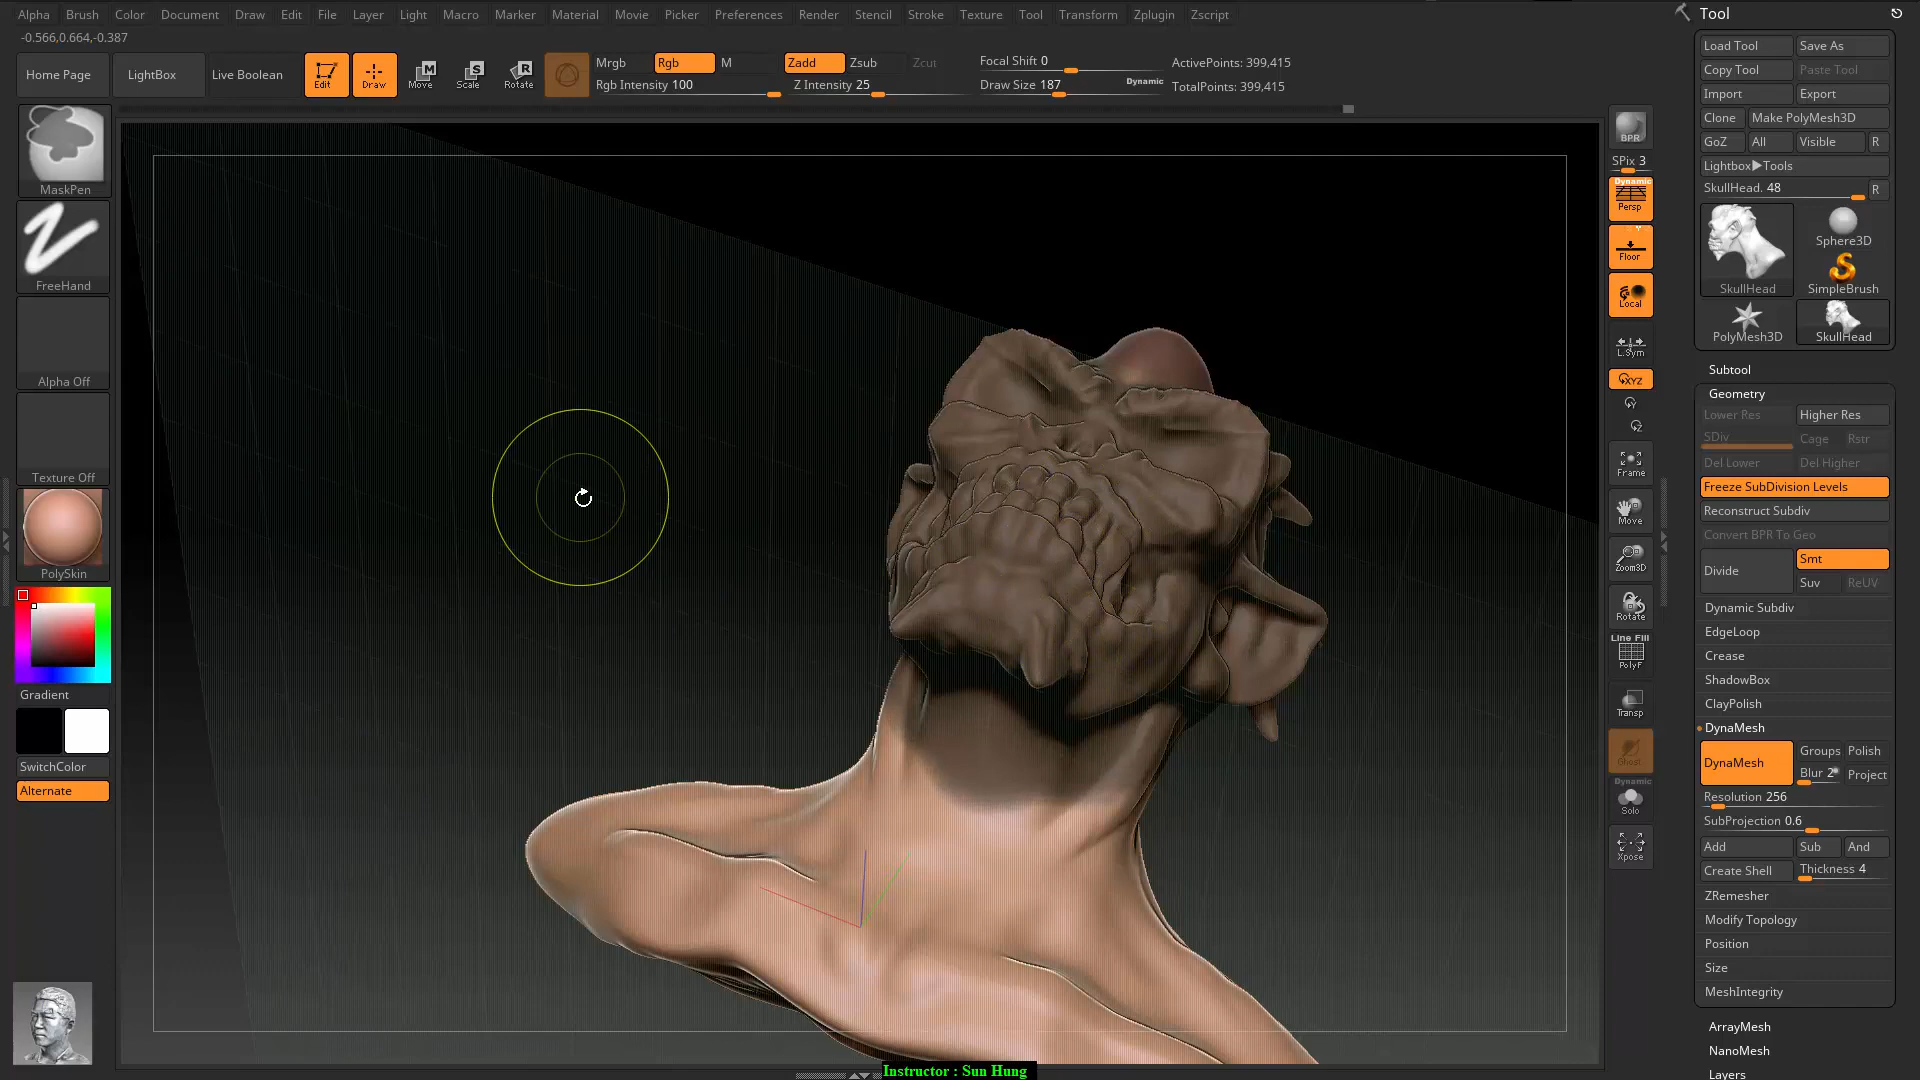 Alpha Brush Color Document Draw Edit File Layer Light Macro Marker Material Movie Picker Preferences Render Stencil Stroke Texture Tool Transform Zplugin Zscript
Tool
-0.566,0.664,-0.387
Home Page
LightBox
Live Boolean
Edit
Draw
Move
Scale
Rotate
Mrgb Rgb M
Rgb Intensity 100
Zadd Zsub Zcut
Z Intensity 25
Focal Shift 0
Draw Size 187
Dynamic
ActivePoints: 399,415
TotalPoints: 399,415
MaskPen
FreeHand
Alpha Off
Texture Off
PolySkin
Gradient
SwitchColor
Alternate
BPR
SPix 3
Dynamic
Persp
Floor
Local
L.Sym
XYZ
Y
Z
Frame
Move
Zoom3D
Rotate
Line Fill
PolyF
Transp
Ghost
Dynamic
Solo
Xpose
Load Tool Save As
Copy Tool Paste Tool
Import Export
Clone Make PolyMesh3D
GoZ All Visible R
Lightbox▶Tools
SkullHead. 48 R
SkullHead
Sphere3D
SimpleBrush
PolyMesh3D
SkullHead
Subtool
Geometry
Lower Res Higher Res
SDiv Cage Rstr
Del Lower Del Higher
Freeze SubDivision Levels
Reconstruct Subdiv
Convert BPR To Geo
Divide
Smt
Suv ReUV
Dynamic Subdiv
EdgeLoop
Crease
ShadowBox
ClayPolish
DynaMesh
DynaMesh
Groups Polish
Blur 2 Project
Resolution 256
SubProjection 0.6
Add Sub And
Create Shell Thickness 4
ZRemesher
Modify Topology
Position
Size
MeshIntegrity
ArrayMesh
NanoMesh
Layers
Instructor : Sun Hung